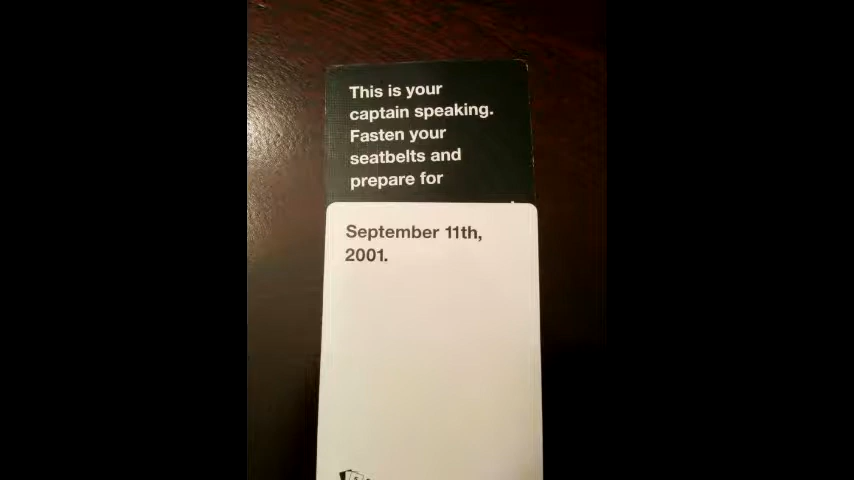 This is your
captain speaking.
Fasten your
seatbelts and
prepare for
September 11th,
2001.